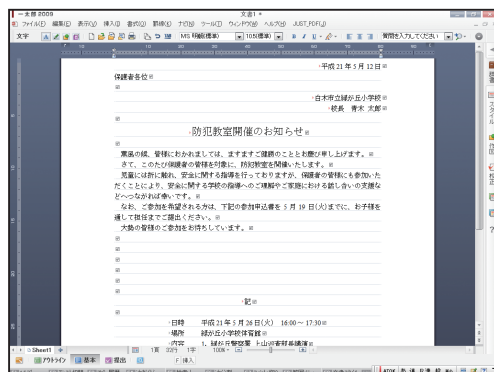 一太郎 2009
文書1*
ファイル(F) 編集(E) 表示(V) 挿入(I) 書式(O) 罫線(K) ナビ(N) ツール(T) ウィンドウ(W) ヘルプ(H) JUST_PDF(J)
文字 MS 明朝(標準) 10.5(標準) 質問を入力してください
平成 21 年 5 月 12 日
保護者各位
白木市立緑が丘小学校
校長 青木 太郎
防犯教室開催のお知らせ
薫風の候、皆様におかれましては、ますますご健勝のこととお慶び申し上げます。
さて、このたび保護者の皆様を対象に、防犯教室を開催いたします。
児童には折に触れ、安全に関する指導を行っておりますが、保護者の皆様にも参加いた
だくことにより、安全に関する学校の指導へのご理解やご家庭における話し合いの支援な
どへつながれば幸いです。
なお、ご参加を希望される方は、下記の参加申込書を 5 月 19 日(火)までに、お子様を
通して担任までご提出ください。
大勢の皆様のご参加をお待ちしています。
記
日時 平成 21 年 5 月 26 日(火) 16:00～17:30
場所 緑が丘小学校体育館
Sheet1 1頁 32行 1字 100%
アウトライン 基本 提出 挿入